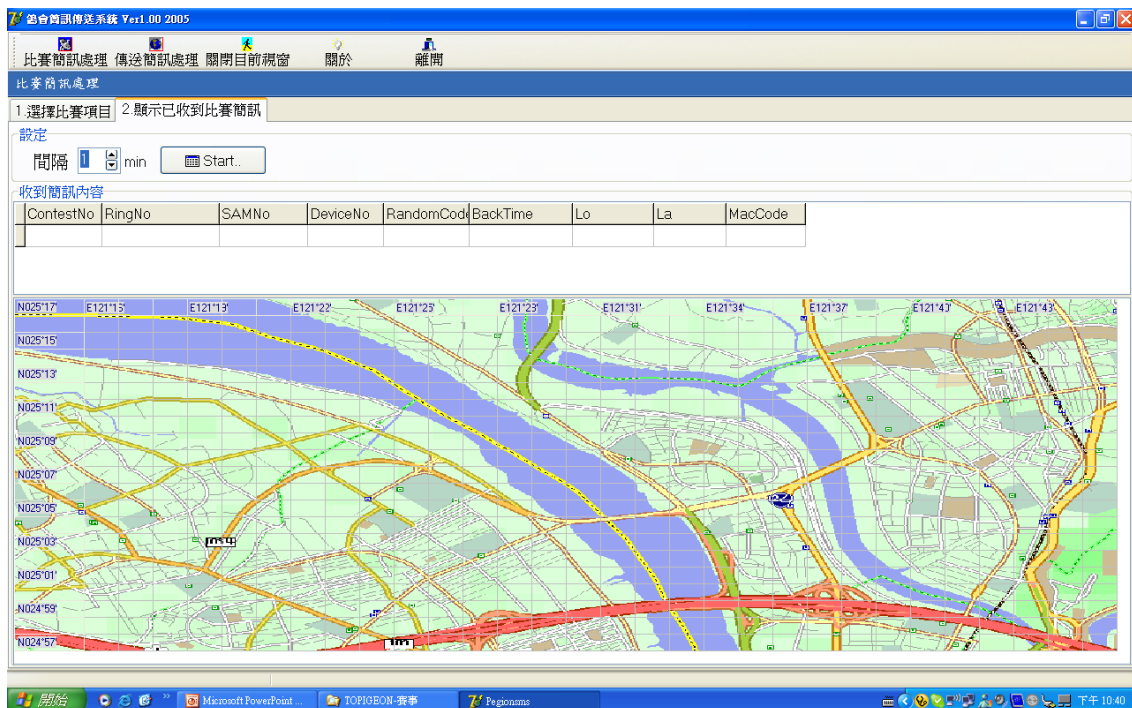 鴿會簡訊傳送系統 Ver1.00 2005
比賽簡訊處理 傳送簡訊處理 關閉目前視窗 關於 離開
比賽簡訊處理
1.選擇比賽項目 2.顯示已收到比賽簡訊
設定
間隔 1 min Start..
收到簡訊內容
ContestNo RingNo SAMNo DeviceNo RandomCode BackTime Lo La MacCode
N025°17' E121°16' E121°19' E121°22' E121°25' E121°28' E121°31' E121°34' E121°37' E121°40' E121°43'
N025°15'
N025°13'
N025°11'
N025°09'
N025°07'
N025°05'
N025°03'
N025°01'
N024°59'
N024°57'
開始 Microsoft PowerPoint ... TOPIGEON-賽事 Pegionsms 下午 10:40